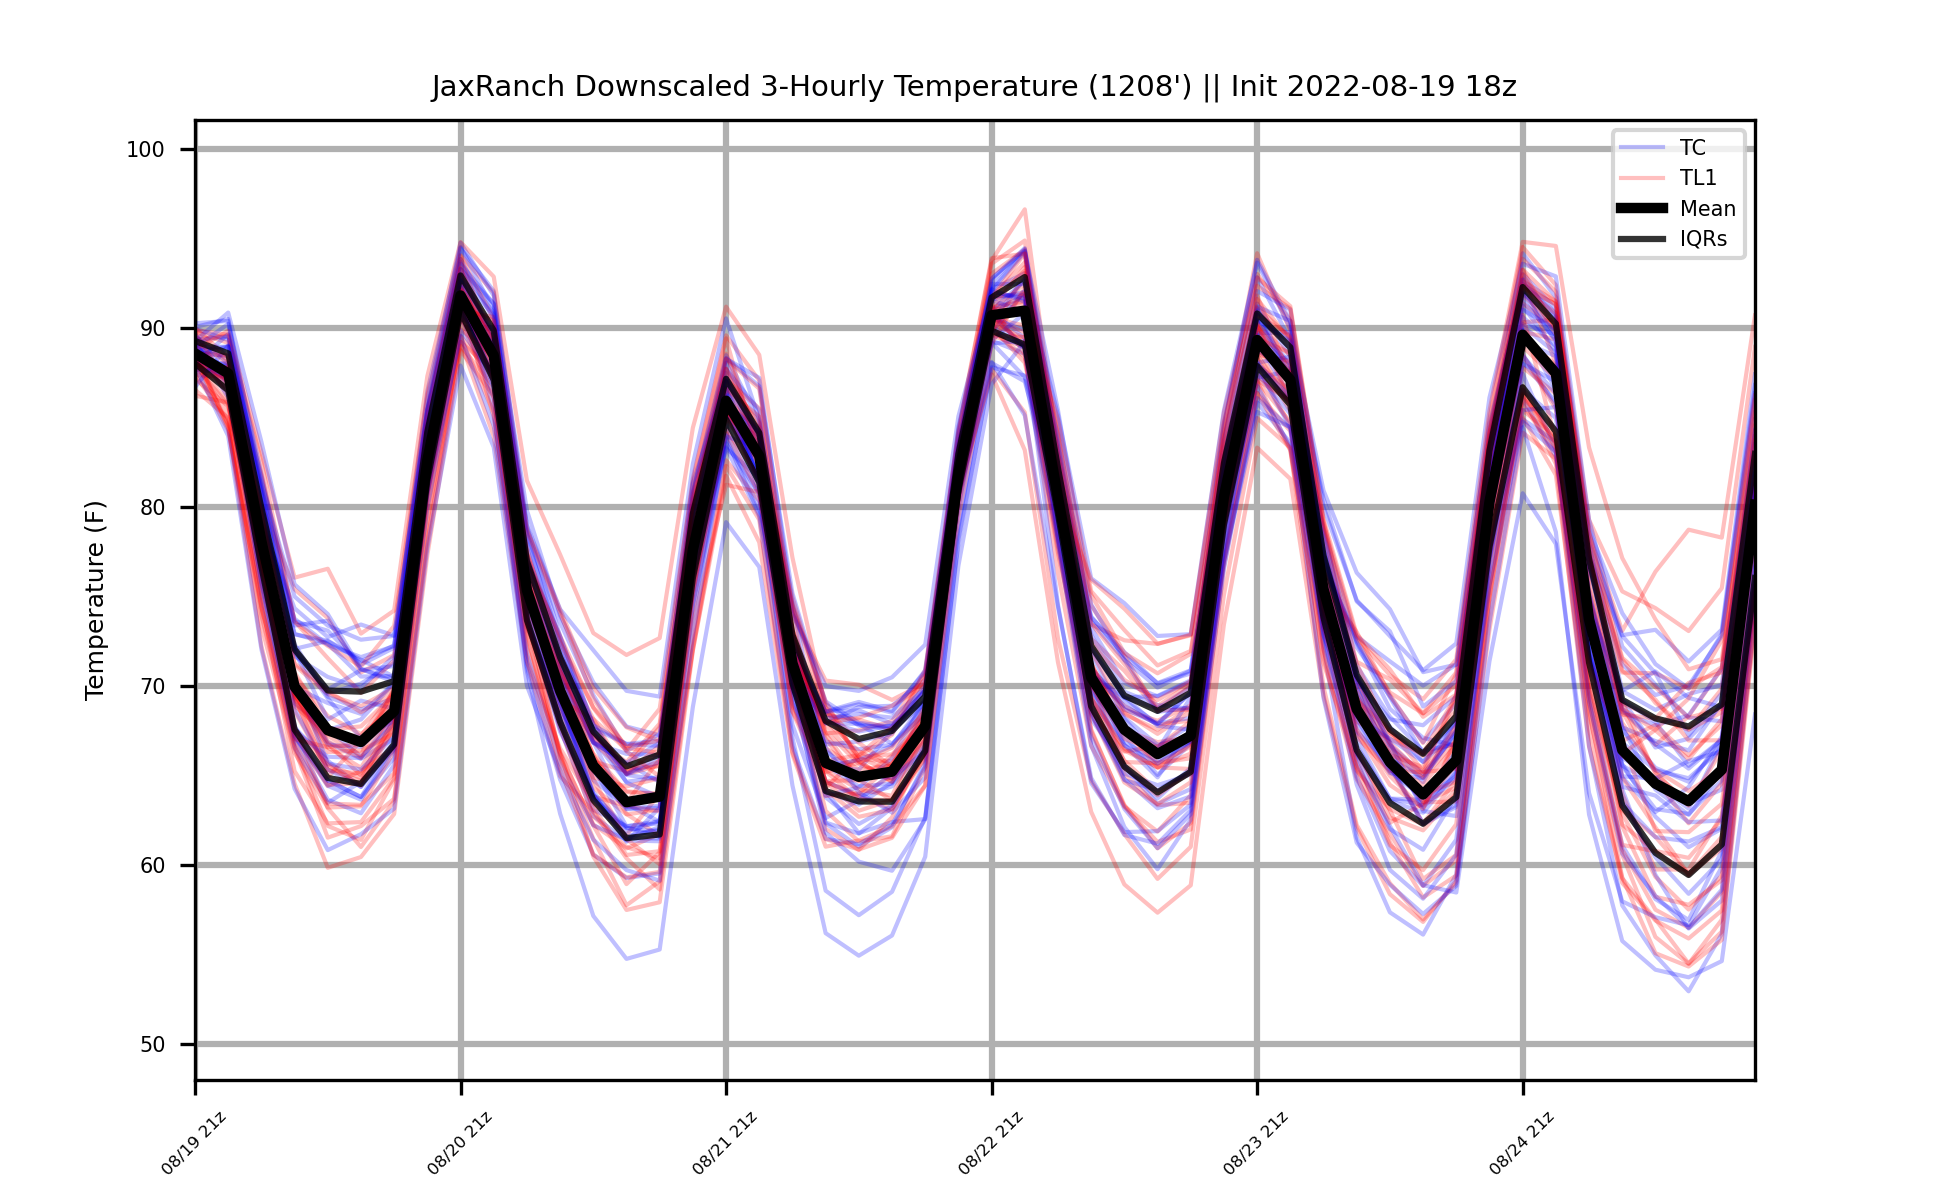 JaxRanch Downscaled 3-Hourly Temperature (1208') || Init 2022-08-19 18z
TC
TL1
Mean
IQRs
Temperature (F)
100
90
80
70
60
50
08/19 21z
08/20 21z
08/21 21z
08/22 21z
08/23 21z
08/24 21z